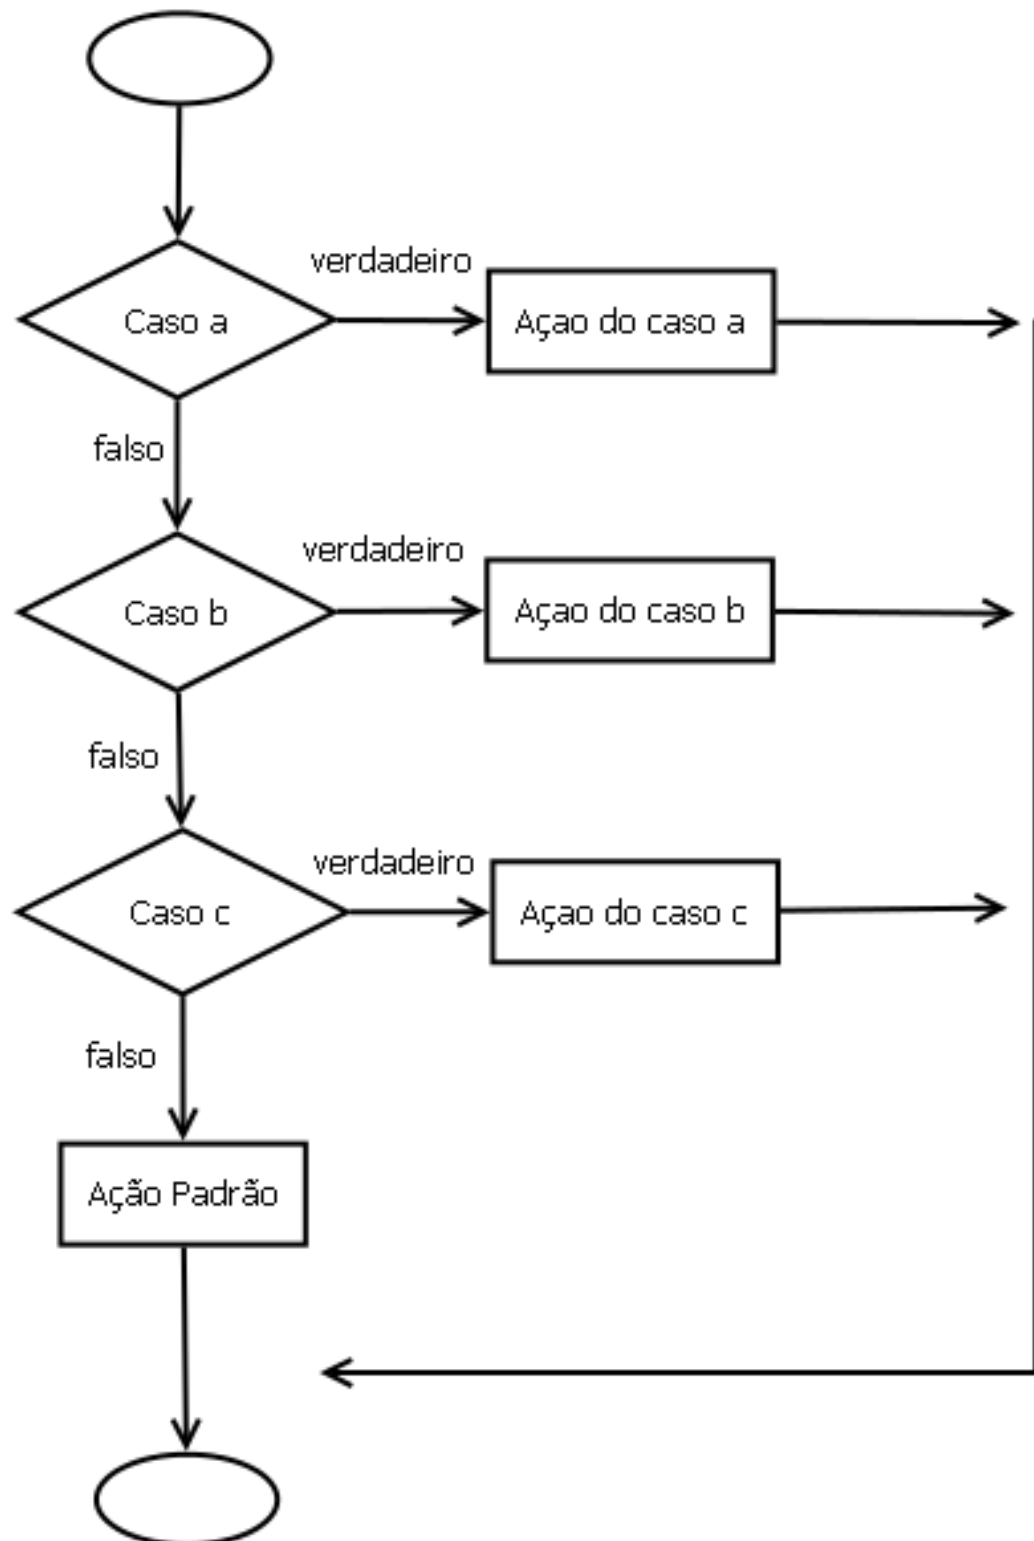 verdadeiro
Caso a
Açao do caso a
falso
verdadeiro
Caso b
Açao do caso b
falso
verdadeiro
Caso c
Açao do caso c
falso
Ação Padrão